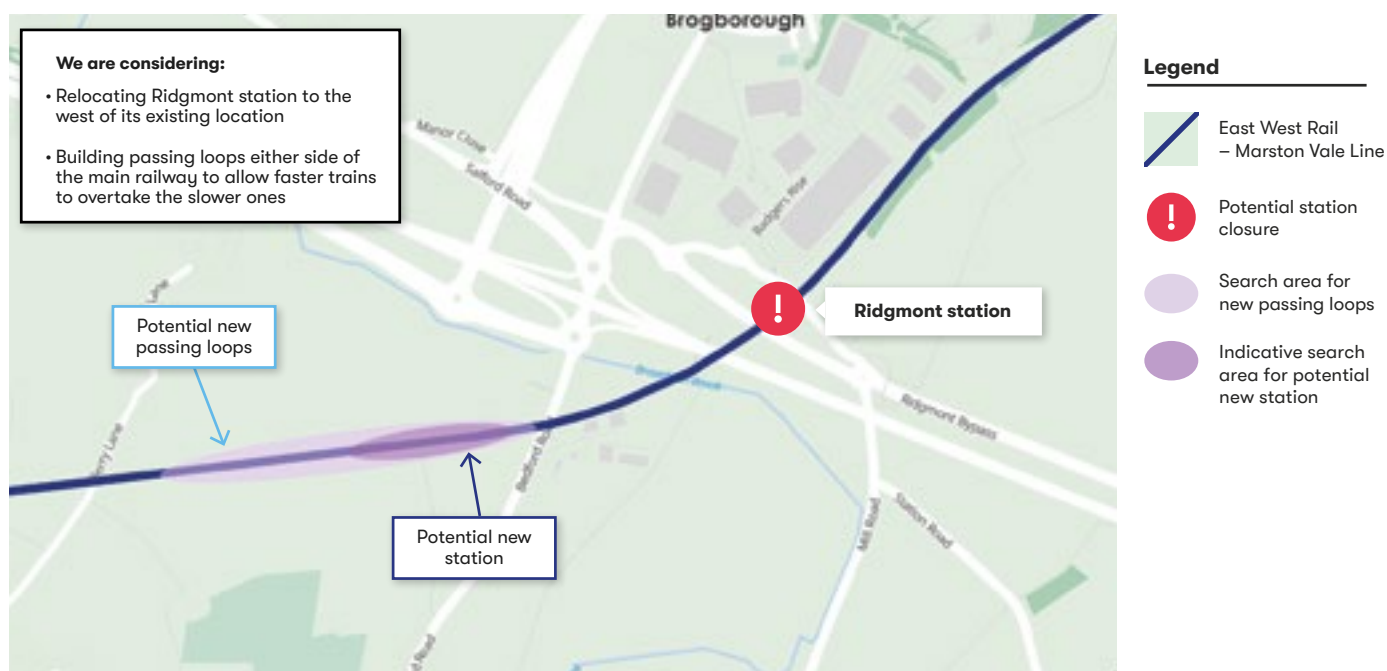 Brogborough
We are considering:
• Relocating Ridgmont station to the
west of its existing location
• Building passing loops either side of
the main railway to allow faster trains
to overtake the slower ones
Manor Close
Salford Road
Badgers Rise
Lane
Potential new
passing loops
Ridgmont station
Ridgmont Bypass
Bedford Road
Lane
Potential new
station
Mill Road
Station Road
Road
Legend
East West Rail
– Marston Vale Line
!
Potential station
closure
Search area for
new passing loops
Indicative search
area for potential
new station
!